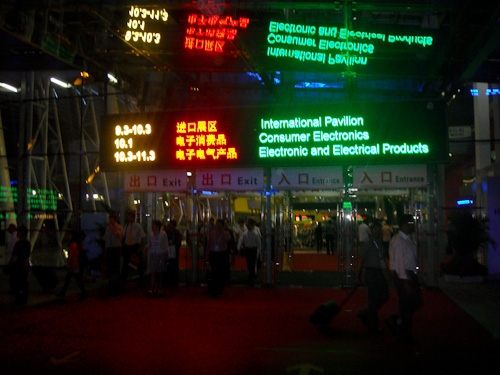 9.3-10.3 进口展区 International Pavilion
10.1 电子消费品 Consumer Electronics
10.3-11.3 电子电气产品 Electronic and Electrical Products
出口 Exit 出口 Exit 入口 Entrance 入口 Entrance